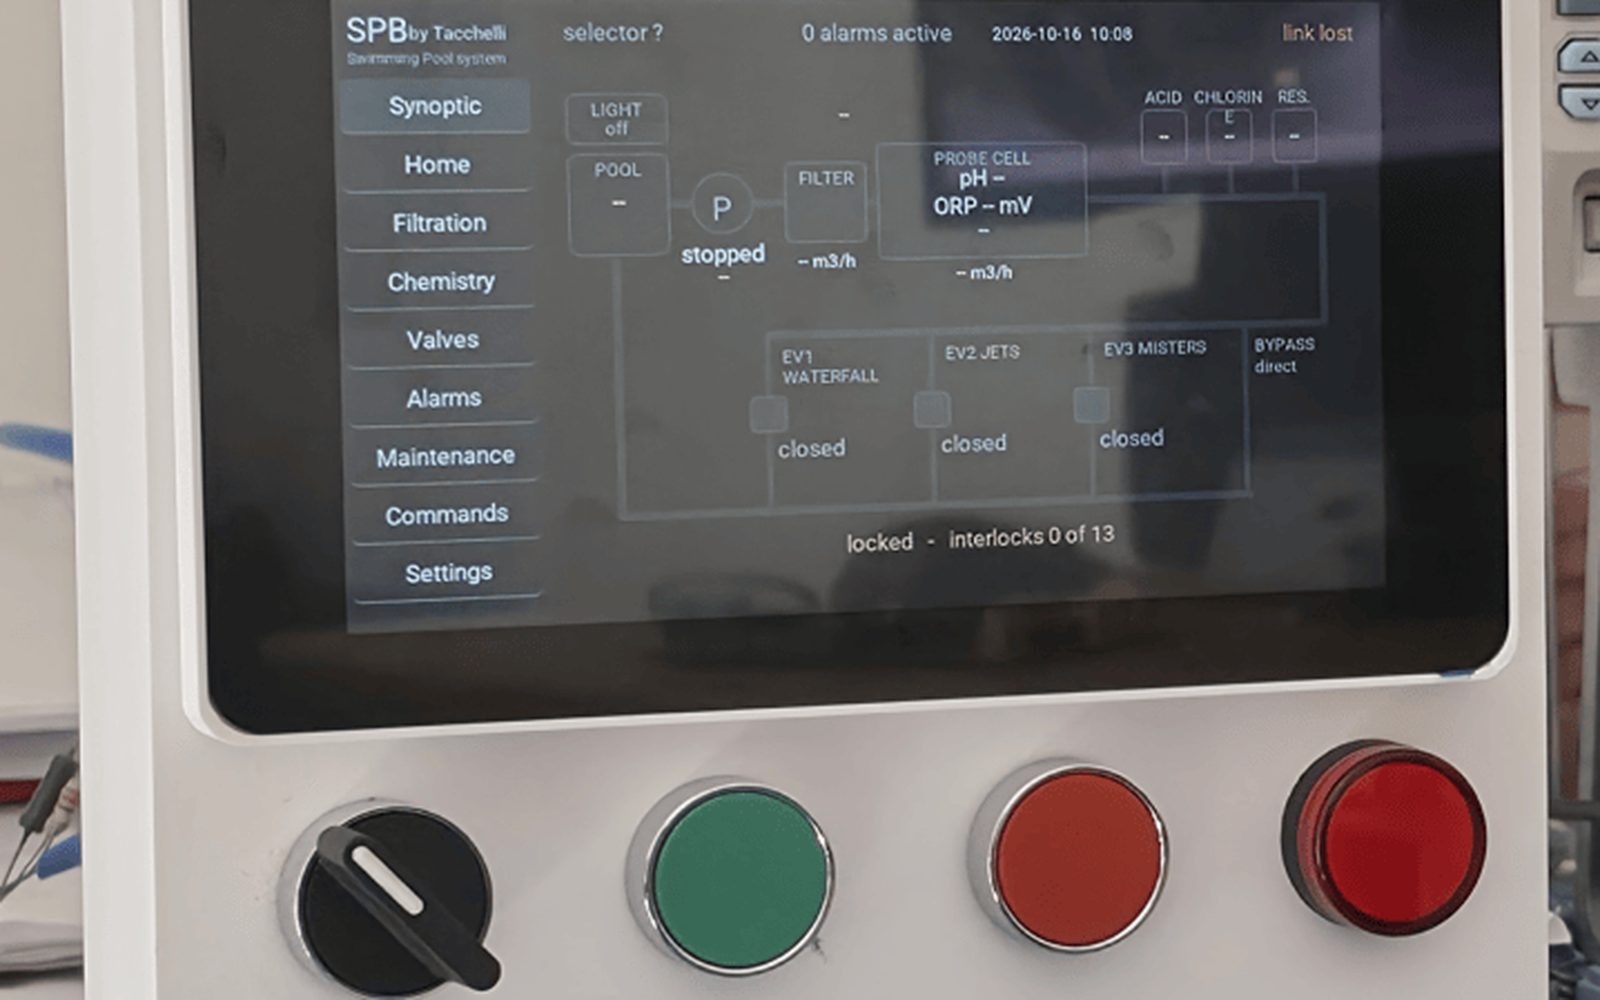 SPB by Tacchelli
Swimming Pool system
selector ?
0 alarms active
2026-10-16 10:08
link lost
Synoptic
Home
Filtration
Chemistry
Valves
Alarms
Maintenance
Commands
Settings
LIGHT
off
POOL
--
P
stopped
--
--
FILTER
-- m3/h
PROBE CELL
pH --
ORP -- mV
--
-- m3/h
ACID
--
CHLORIN
E
--
RES.
--
EV1
WATERFALL
closed
EV2 JETS
closed
EV3 MISTERS
closed
BYPASS
direct
locked - interlocks 0 of 13